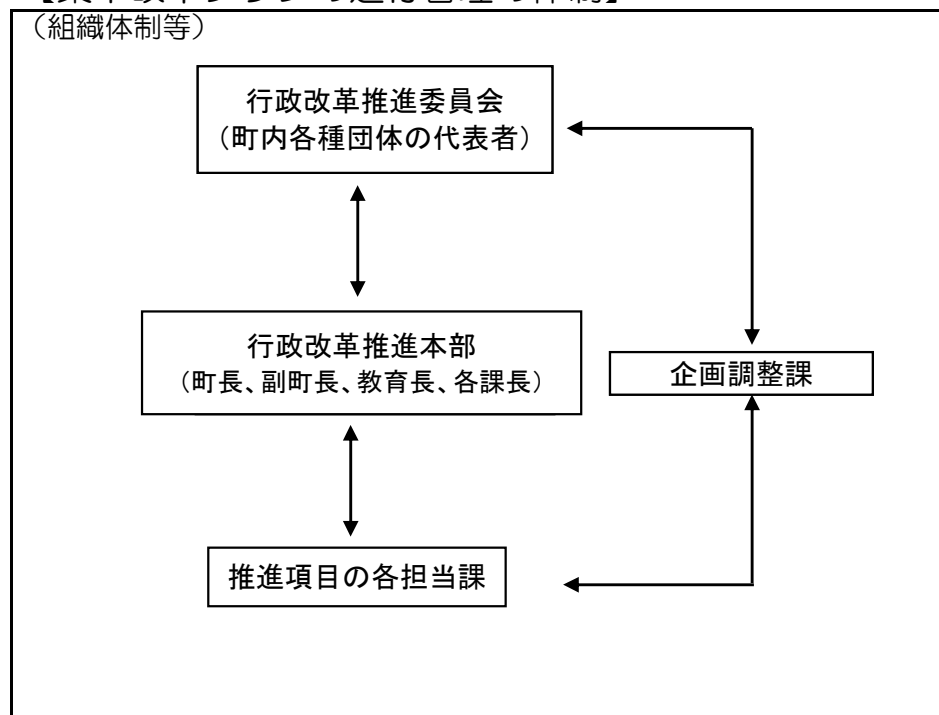 （組織体制等）
行政改革推進委員会
（町内各種団体の代表者）
行政改革推進本部
（町長、副町長、教育長、各課長）
企画調整課
推進項目の各担当課